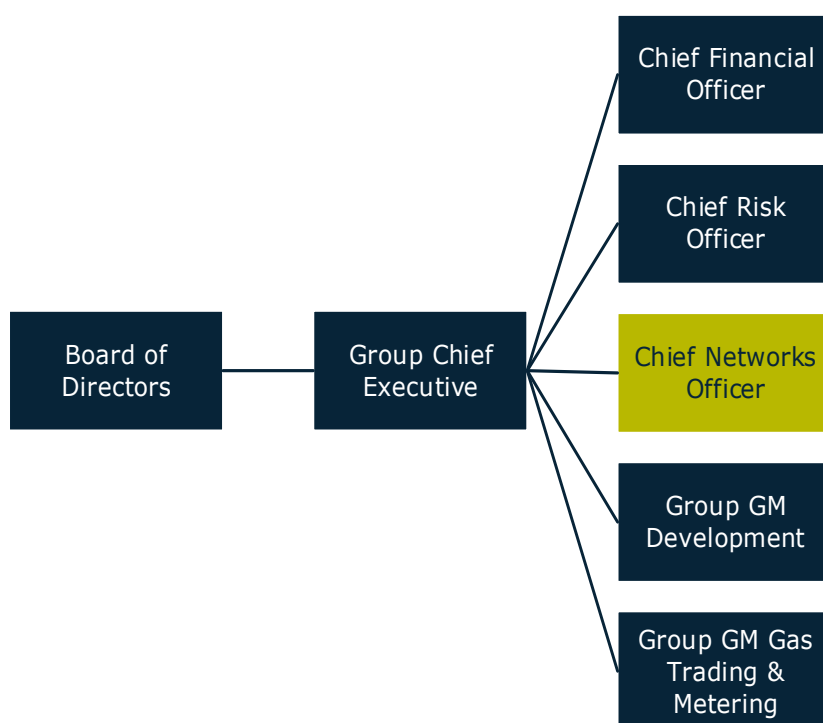 Board of
Directors
Group Chief
Executive
Chief Financial
Officer
Chief Risk
Officer
Chief Networks
Officer
Group GM
Development
Group GM Gas
Trading &
Metering